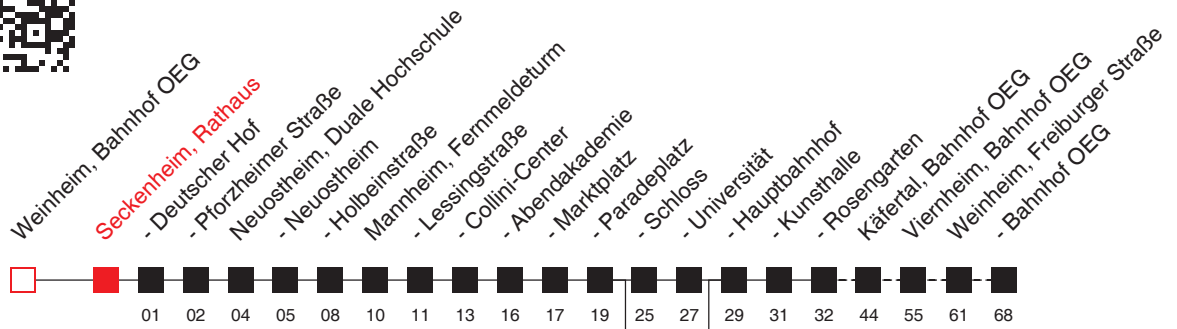 Weinheim, Bahnhof OEG
Seckenheim, Rathaus
- Deutscher Hof
- Pforzheimer Straße
Neuostheim, Duale Hochschule
- Neuostheim
- Holbeinstraße
Mannheim, Fernmeldeturm
- Lessingstraße
- Collini-Center
- Abendakademie
- Marktplatz
- Paradeplatz
- Schloss
- Universität
- Hauptbahnhof
- Kunsthalle
- Rosengarten
Käfertal, Bahnhof OEG
Viernheim, Bahnhof OEG
Weinheim, Freiburger Straße
- Bahnhof OEG
01 02 04 05 08 10 11 13 16 17 19 25 27 29 31 32 44 55 61 68